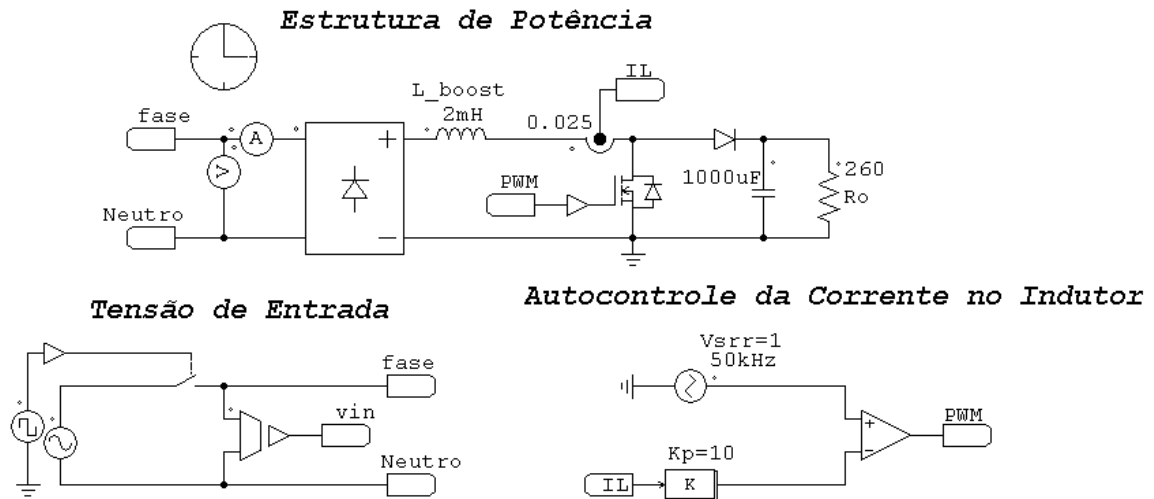 Estrutura de Potência
IL
L_boost
2mH
fase
0.025
A
V
PWM
1000uF
260
Ro
Neutro
Tensão de Entrada
Autocontrole da Corrente no Indutor
Vsrr=1
50kHz
fase
vin
PWM
Kp=10
Neutro
IL
K